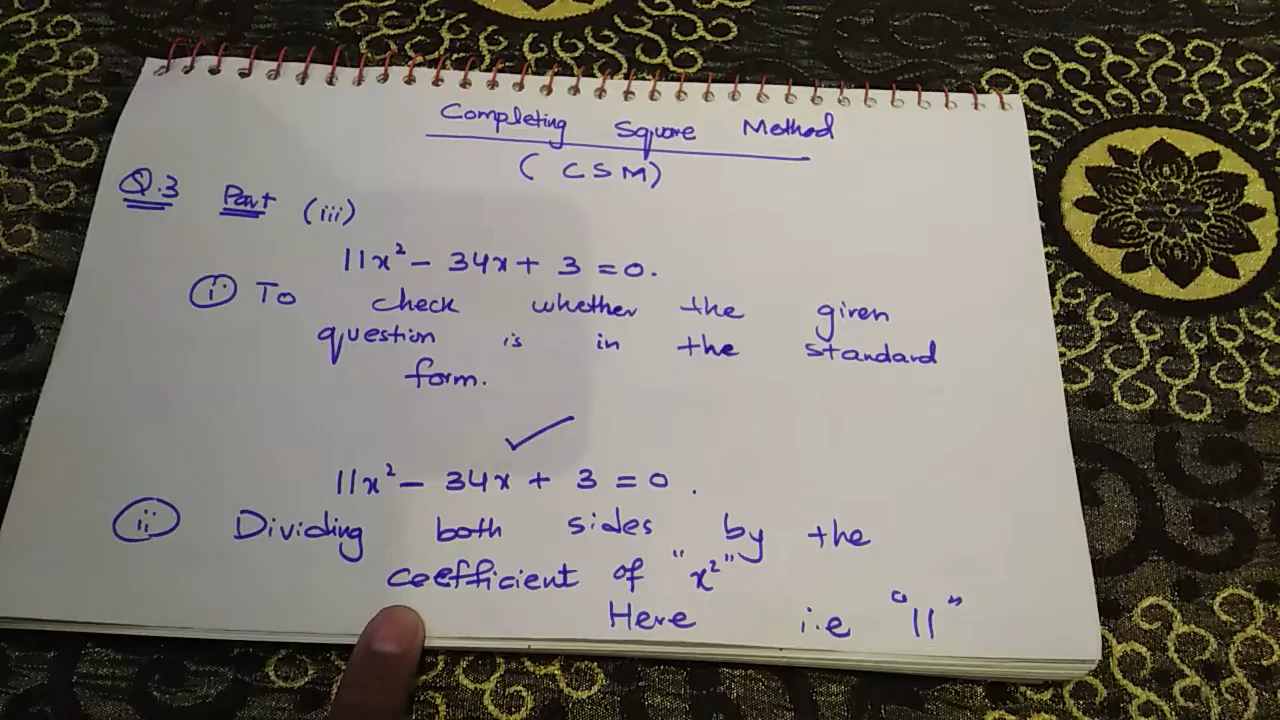 Completing Square Method
(CSM)
Q.3 Part (iii)
11x² - 34x + 3 = 0.
(i) To check whether the given
question is in the standard
form.
✓
11x² - 34x + 3 = 0.
(ii) Dividing both sides by the
coefficient of "x²"
Here i.e "11"